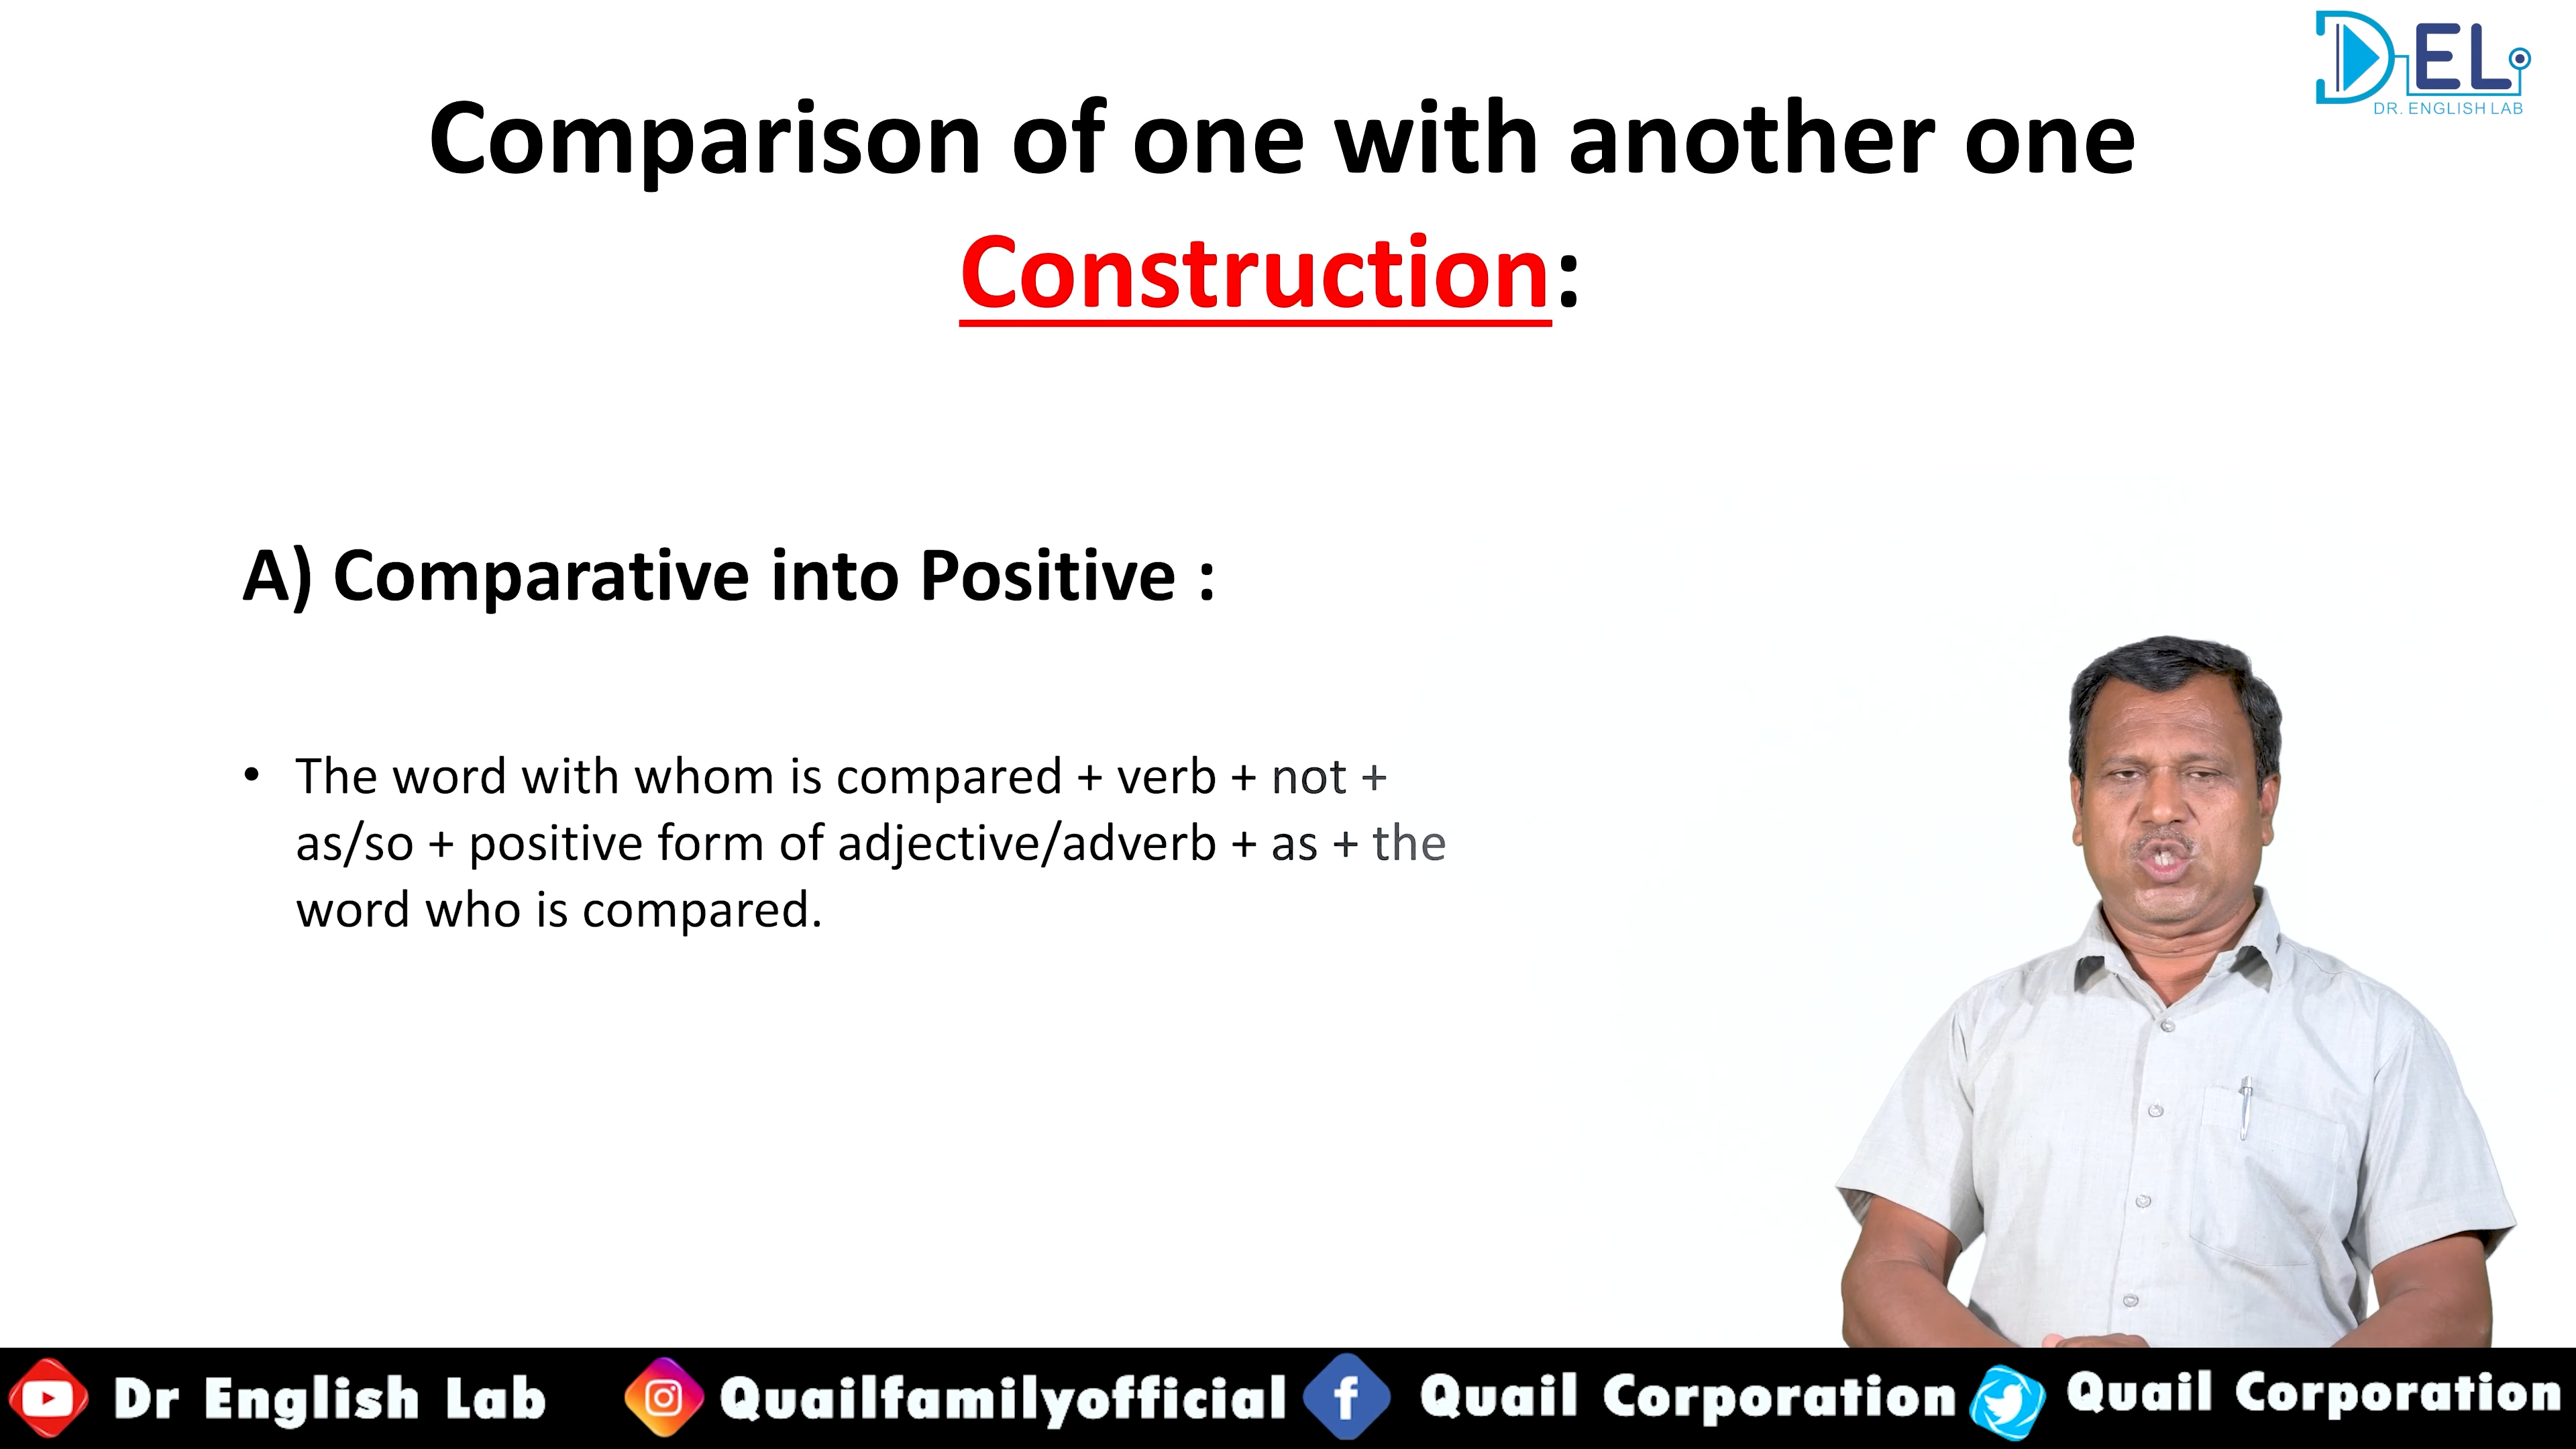 DEL
DR. ENGLISH LAB
Comparison of one with another one
Construction:
A) Comparative into Positive :
• The word with whom is compared + verb + not +
as/so + positive form of adjective/adverb + as + the
word who is compared.
Dr English Lab
Quailfamilyofficial
Quail Corporation
Quail Corporation